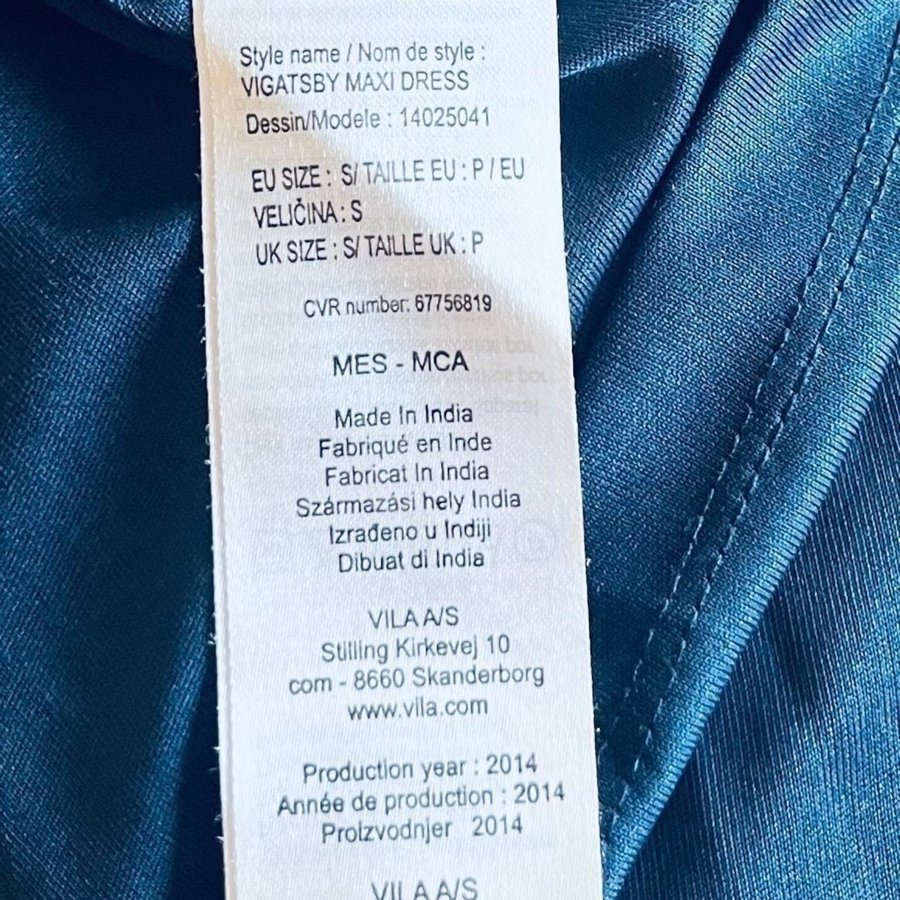 Style name / Nom de style :
VIGATSBY MAXI DRESS
Dessin/Modele : 14025041
EU SIZE : S/ TAILLE EU : P / EU
VELIČINA : S
UK SIZE : S/ TAILLE UK : P
CVR number: 67756819
MES - MCA
Made In India
Fabriqué en Inde
Fabricat In India
Származási hely India
Izrađeno u Indiji
Dibuat di India
VILA A/S
Stilling Kirkevej 10
com - 8660 Skanderborg
www.vila.com
Production year : 2014
Année de production : 2014
Proizvodnjer 2014
VILA A/S